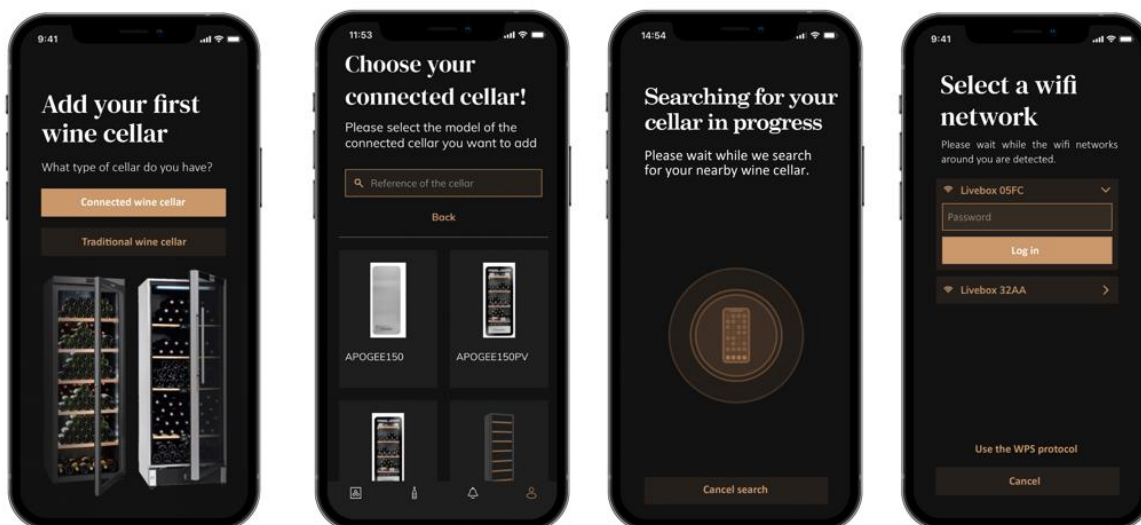 9:41
Add your first
wine cellar
What type of cellar do you have?
Connected wine cellar
Traditional wine cellar
11:53
Choose your
connected cellar!
Please select the model of the
connected cellar you want to add
Reference of the cellar
Back
APOGEE150
APOGEE150PV
14:54
Searching for your
cellar in progress
Please wait while we search
for your nearby wine cellar.
Cancel search
9:41
Select a wifi
network
Please wait while the wifi networks
around you are detected.
Livebox 05FC
Password
Log in
Livebox 32AA
Use the WPS protocol
Cancel